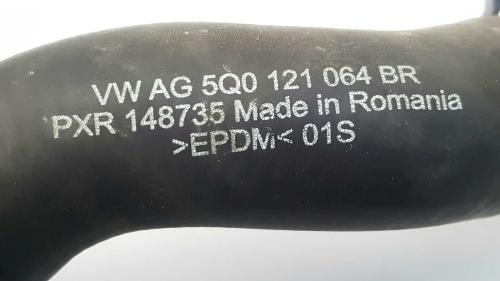 VW AG 5Q0 121 064 BR
PXR 148735 Made in Romania
>EPDM< 01S